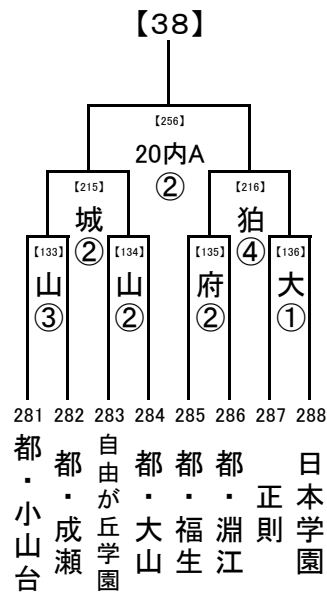 【38】
【256】
20内A
②
【215】 【216】
城 狛
② ④
【133】 【134】 【135】 【136】
山 山 府 大
③ ② ② ①
281 282 283 284 285 286 287 288
都・小山台
都・成瀬
自由が丘学園
都・大山
都・福生
都・淵江
正則
日本学園